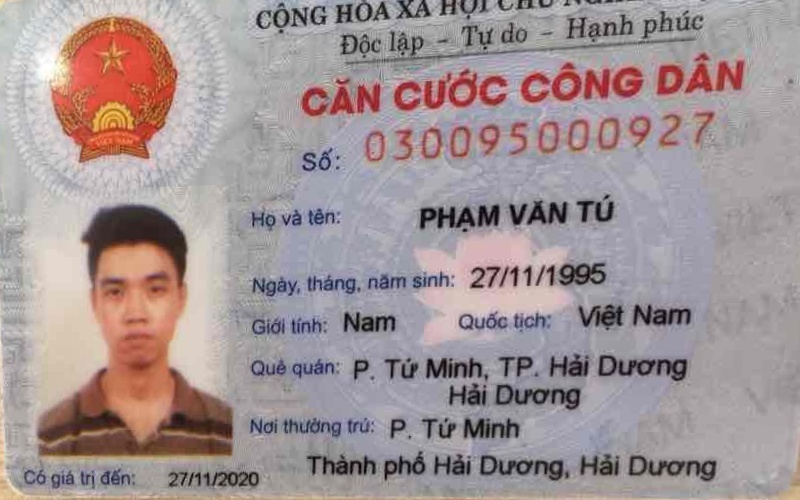 CỘNG HÒA XÃ HỘI CHỦ NGHĨA
Độc lập - Tự do - Hạnh phúc
CĂN CƯỚC CÔNG DÂN
Số: 030095000927
Họ và tên: PHẠM VĂN TÚ
Ngày, tháng, năm sinh: 27/11/1995
Giới tính: Nam Quốc tịch: Việt Nam
Quê quán: P. Tứ Minh, TP. Hải Dương
Hải Dương
Nơi thường trú: P. Tứ Minh
Thành phố Hải Dương, Hải Dương
Có giá trị đến: 27/11/2020